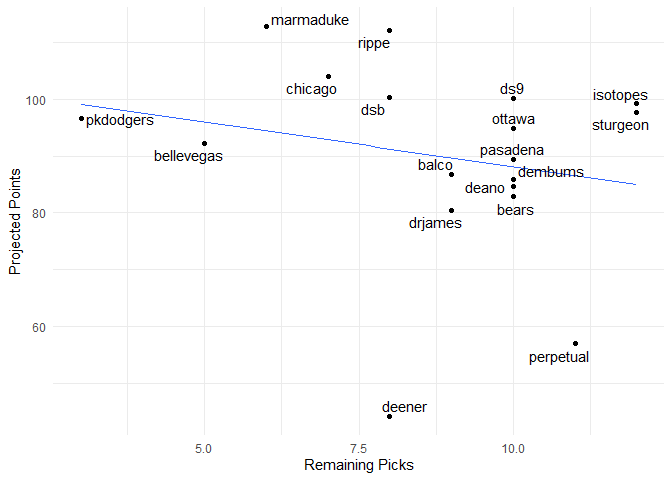 marmaduke
rippe
chicago
dsb
ds9
isotopes
100
pkdodgers
ottawa
sturgeon
bellevegas
pasadena
balco
dembums
deano
80
drjames
bears
60
perpetual
deener
5.0
7.5
10.0
Remaining Picks
Projected Points